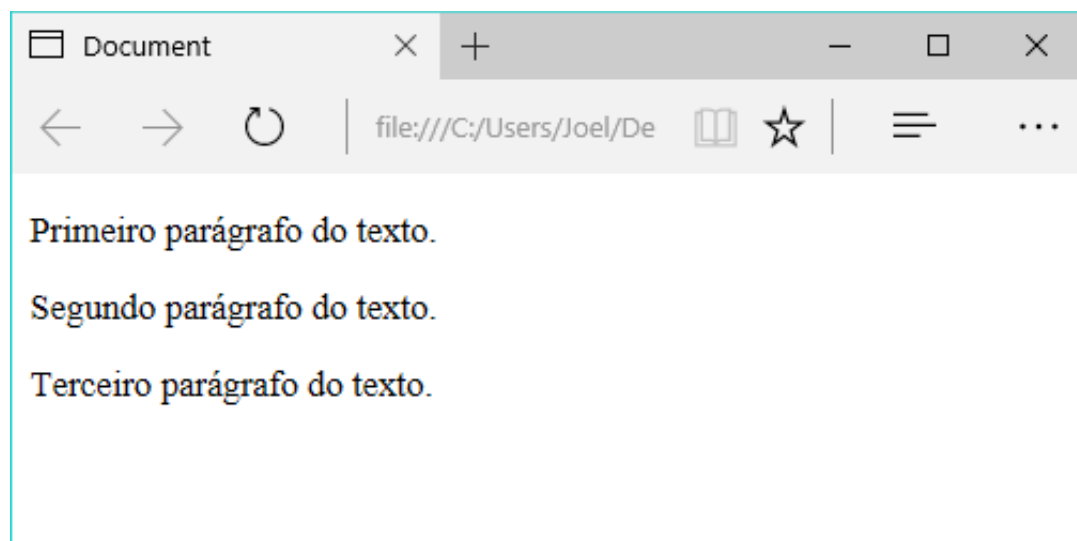 Document
file:///C:/Users/Joel/De
Primeiro parágrafo do texto.
Segundo parágrafo do texto.
Terceiro parágrafo do texto.